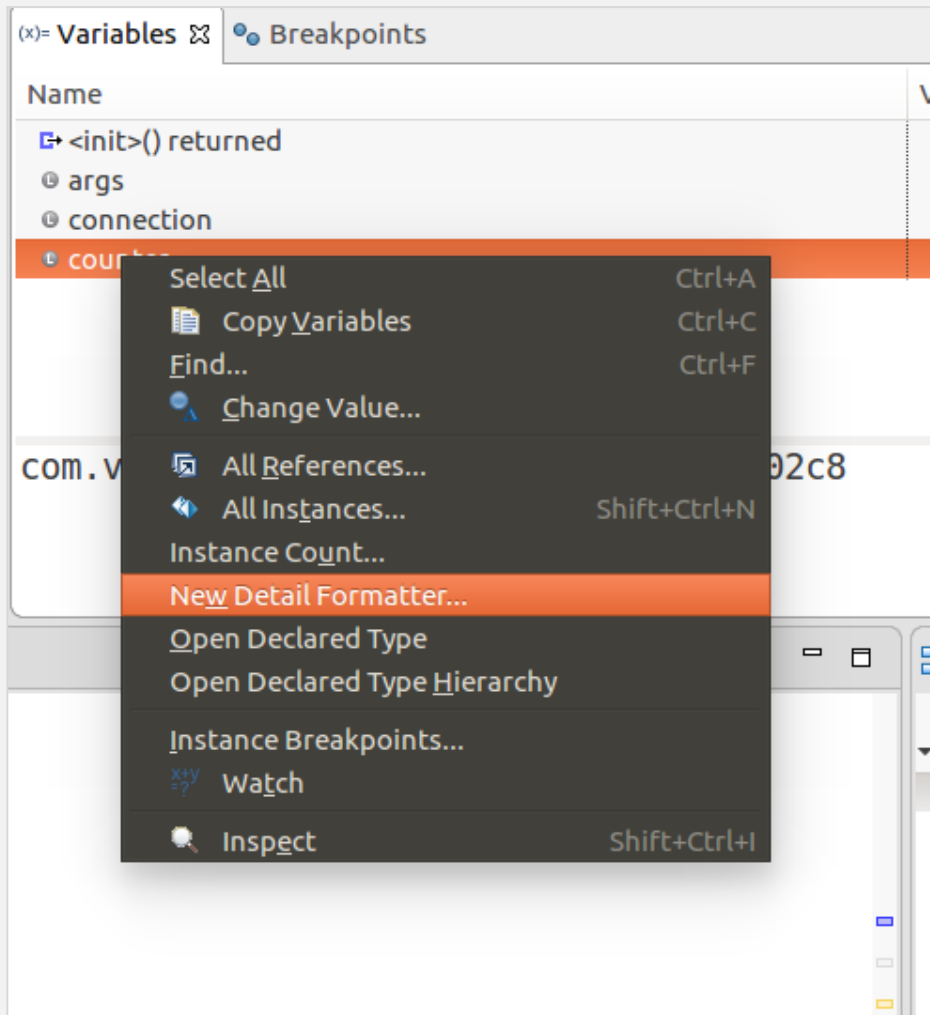 (x)= Variables Breakpoints
Name
<init>() returned
args
connection
Select All Ctrl+A
Copy Variables Ctrl+C
Find... Ctrl+F
Change Value...
All References...
All Instances... Shift+Ctrl+N
Instance Count...
New Detail Formatter...
Open Declared Type
Open Declared Type Hierarchy
Instance Breakpoints...
x+y
=?
Watch
Inspect Shift+Ctrl+I